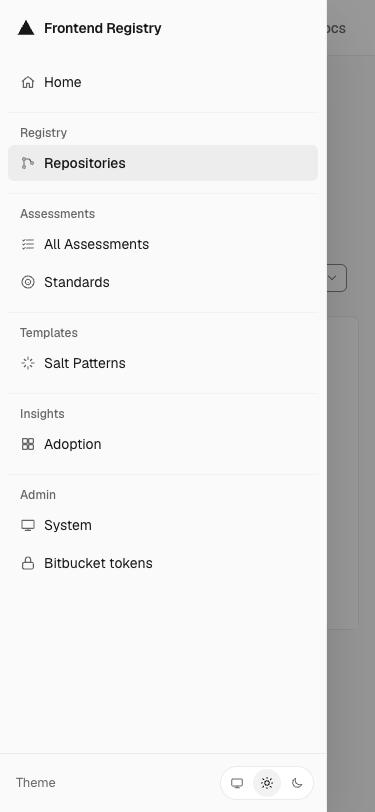 Frontend Registry
Home
Registry
Repositories
Assessments
All Assessments
Standards
Templates
Salt Patterns
Insights
Adoption
Admin
System
Bitbucket tokens
Theme